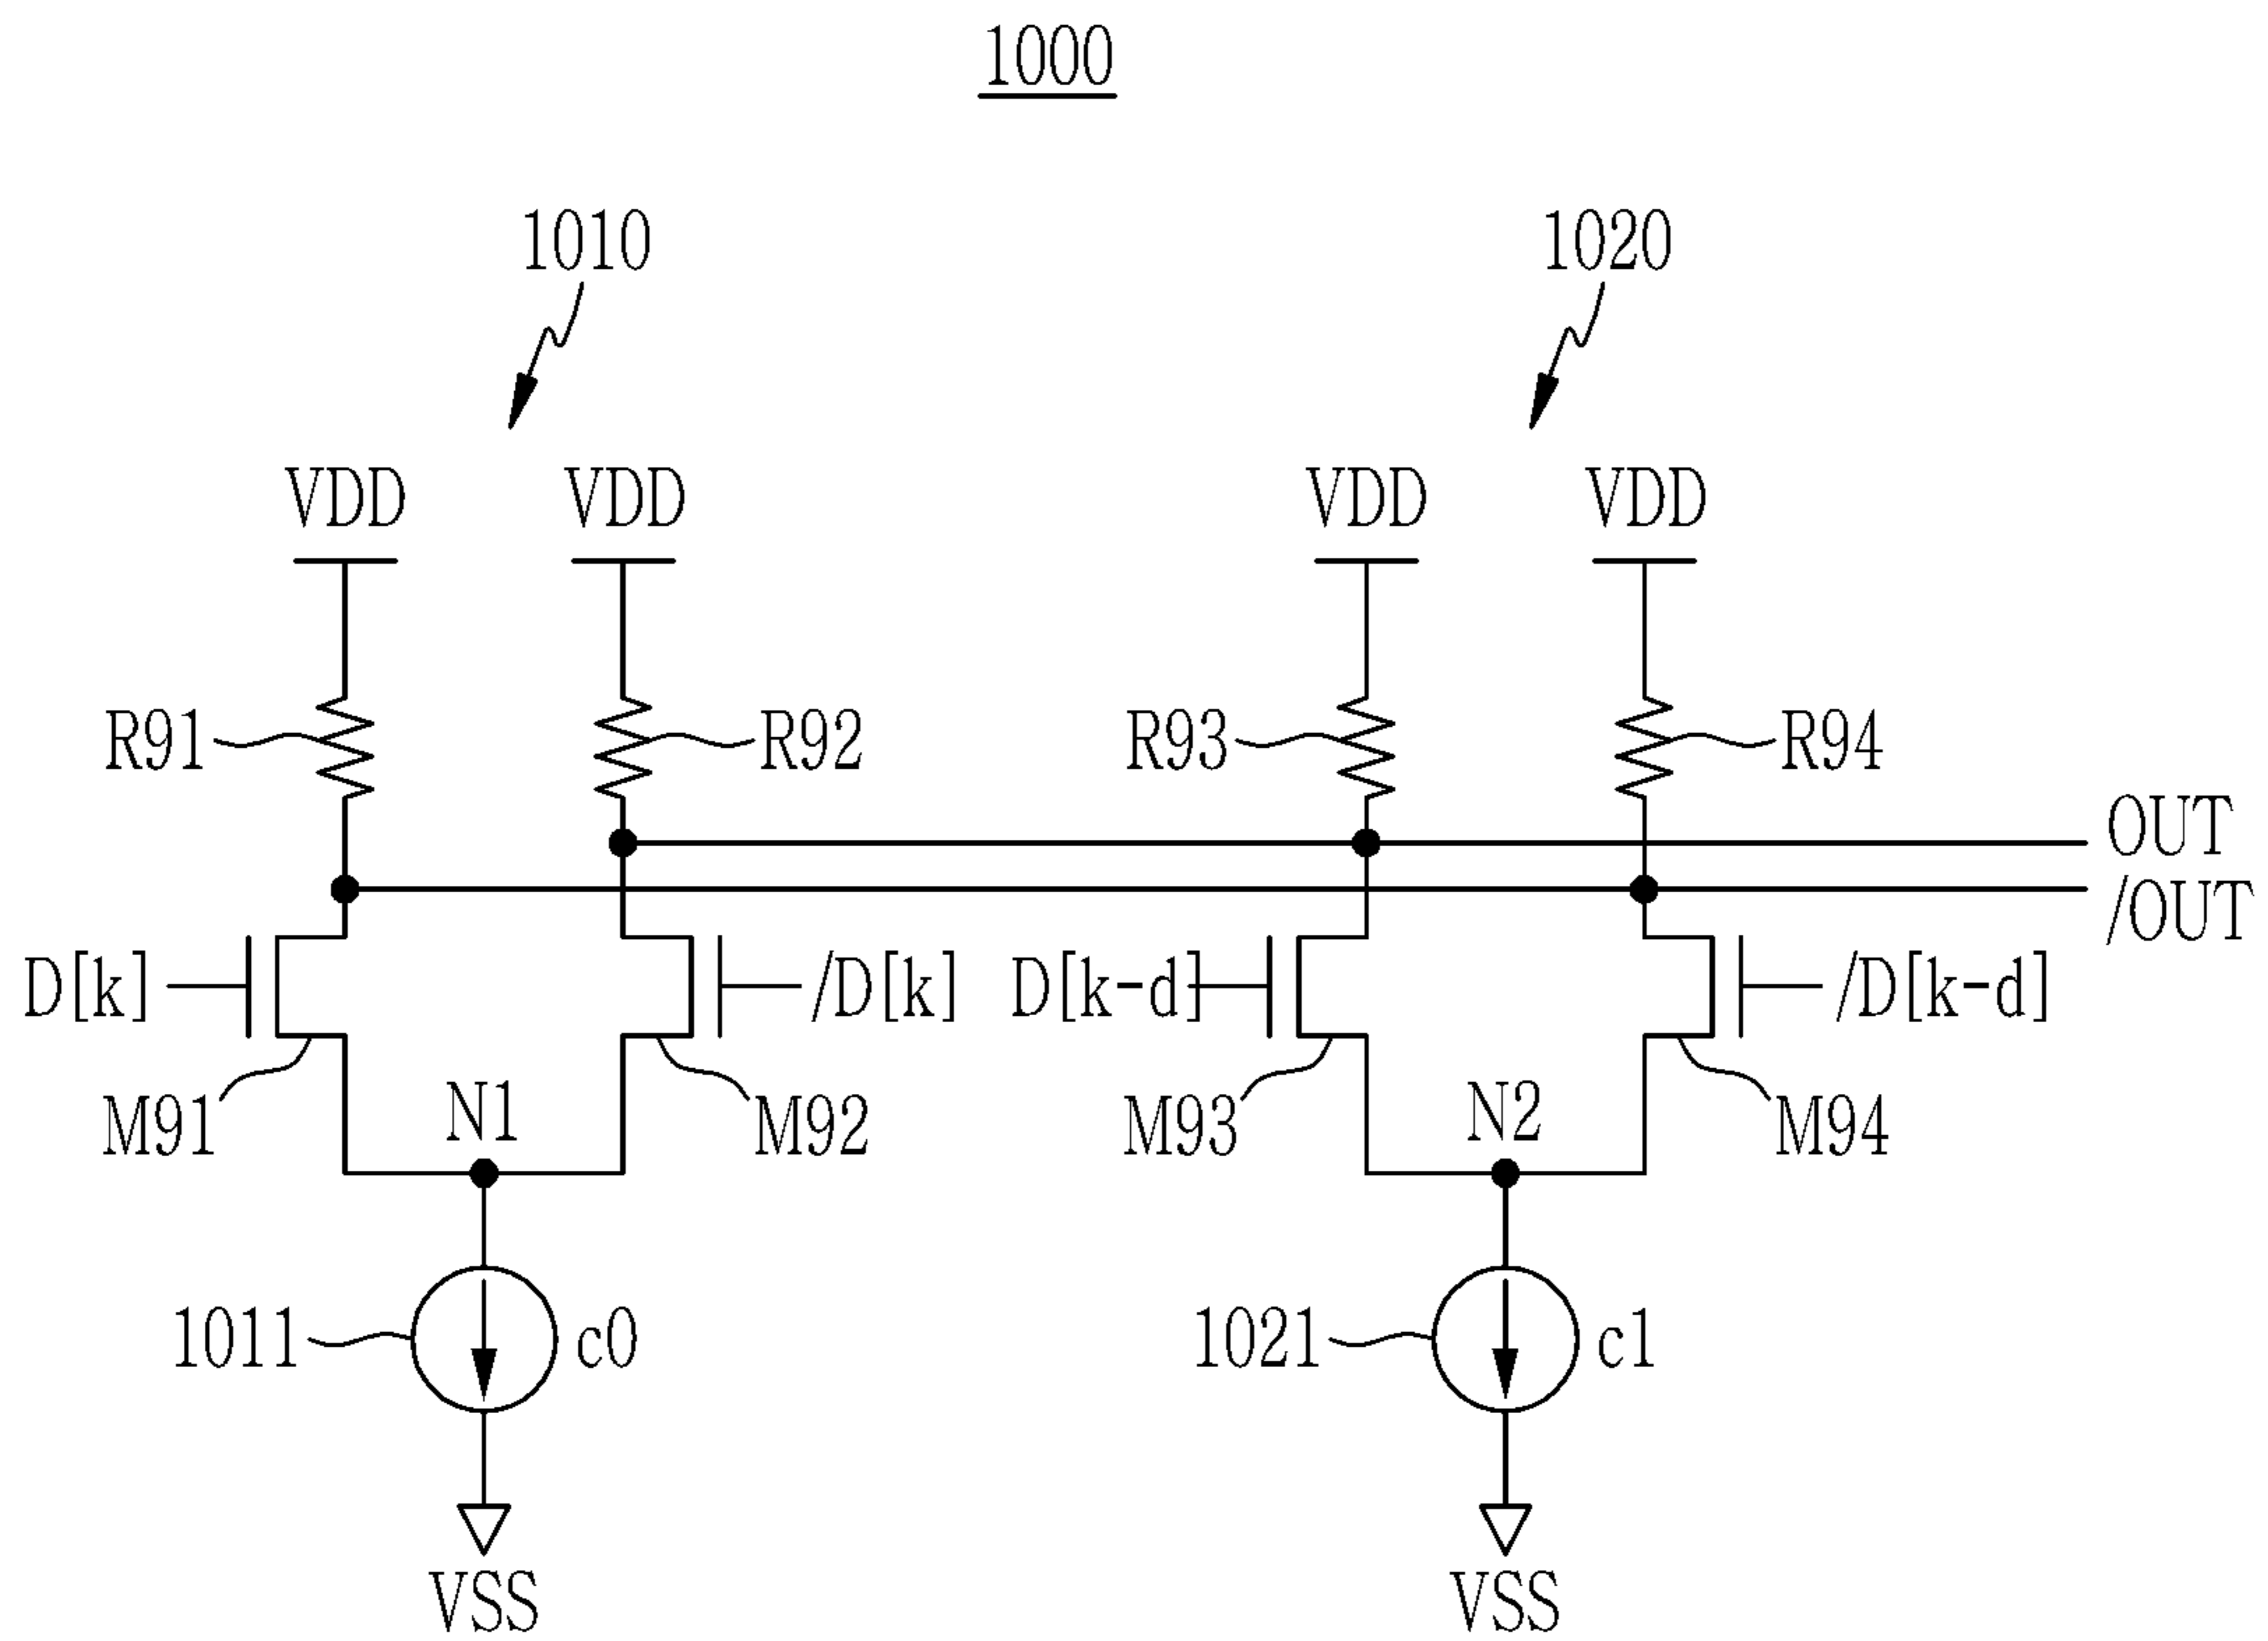 1000
1010
1020
VDD VDD VDD VDD
R91 R92 R93 R94
OUT
/OUT
D[k] /D[k] D[k-d] /D[k-d]
M91 N1 M92 M93 N2 M94
1011 c0 1021 c1
VSS VSS